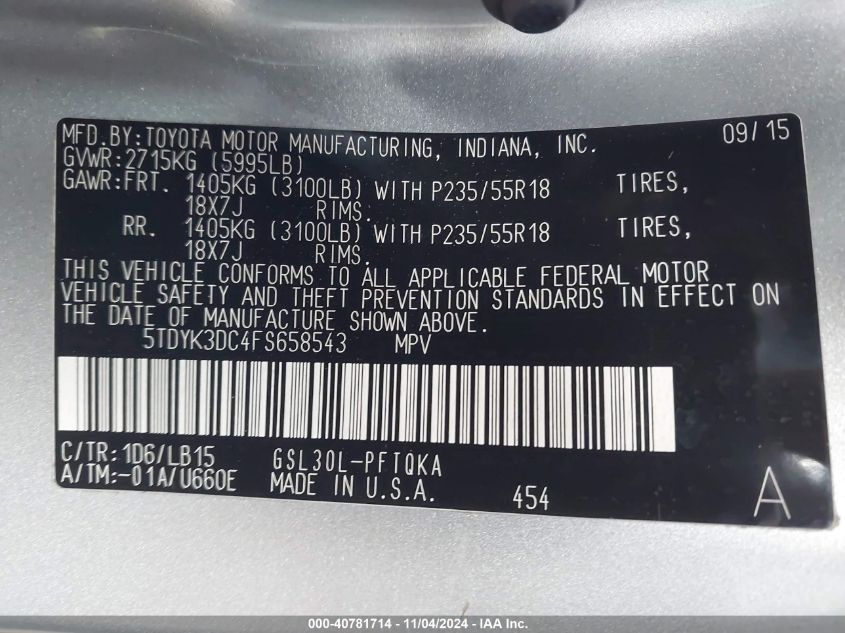 MFD.BY:TOYOTA MOTOR MANUFACTURING, INDIANA, INC. 09/15
GVWR:2715KG (5995LB)
GAWR:FRT. 1405KG (3100LB) WITH P235/55R18 TIRES,
18X7J RIMS.
RR. 1405KG (3100LB) WITH P235/55R18 TIRES,
18X7J RIMS.
THIS VEHICLE CONFORMS TO ALL APPLICABLE FEDERAL MOTOR
VEHICLE SAFETY AND THEFT PREVENTION STANDARDS IN EFFECT ON
THE DATE OF MANUFACTURE SHOWN ABOVE.
5TDYK3DC4FS658543 MPV
C/TR:1D6/LB15 GSL30L-PFTQKA
A/TM:-01A/U660E MADE IN U.S.A. 454 A
000-40781714 - 11/04/2024 - IAA Inc.